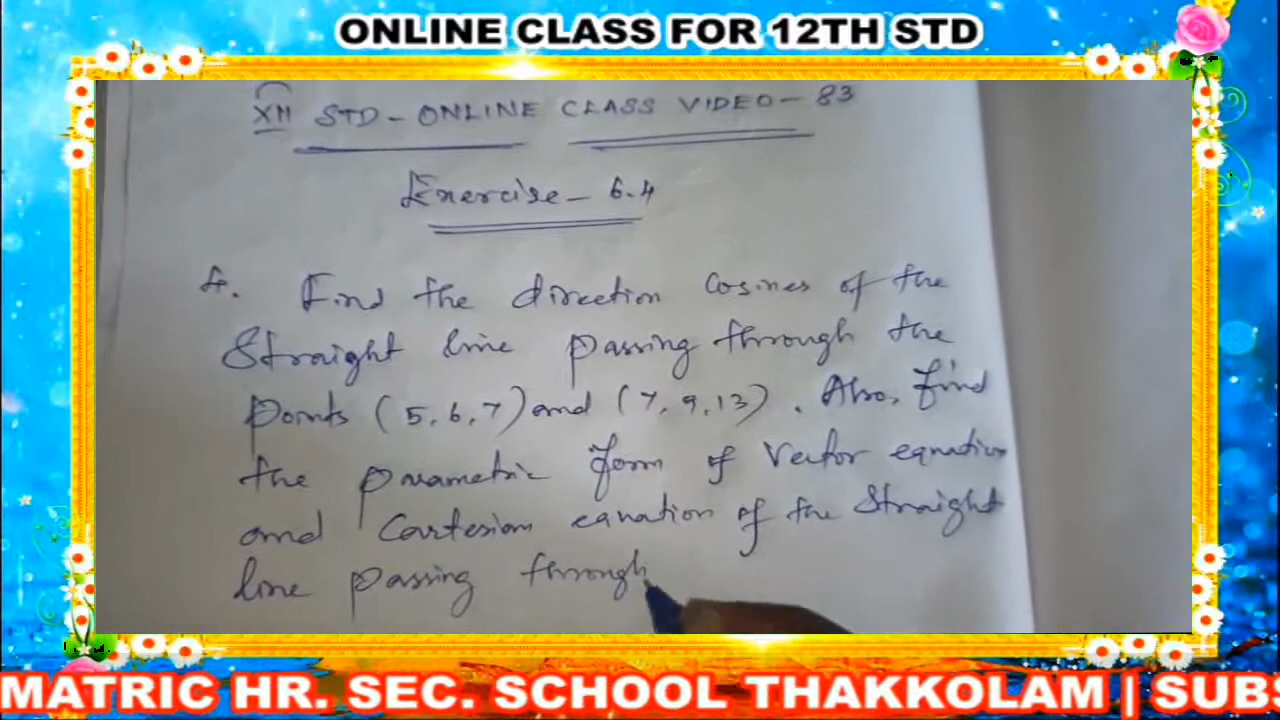 ONLINE CLASS FOR 12TH STD
XII STD - ONLINE CLASS VIDEO - 83
Exercise - 6.4
4. Find the direction cosines of the
Straight line passing through the
points (5, 6, 7) and (7, 9, 13). Also, find
the parametric form of vector equation
and Cartesian equation of the Straight
line passing through
MATRIC HR. SEC. SCHOOL THAKKOLAM | SUBS